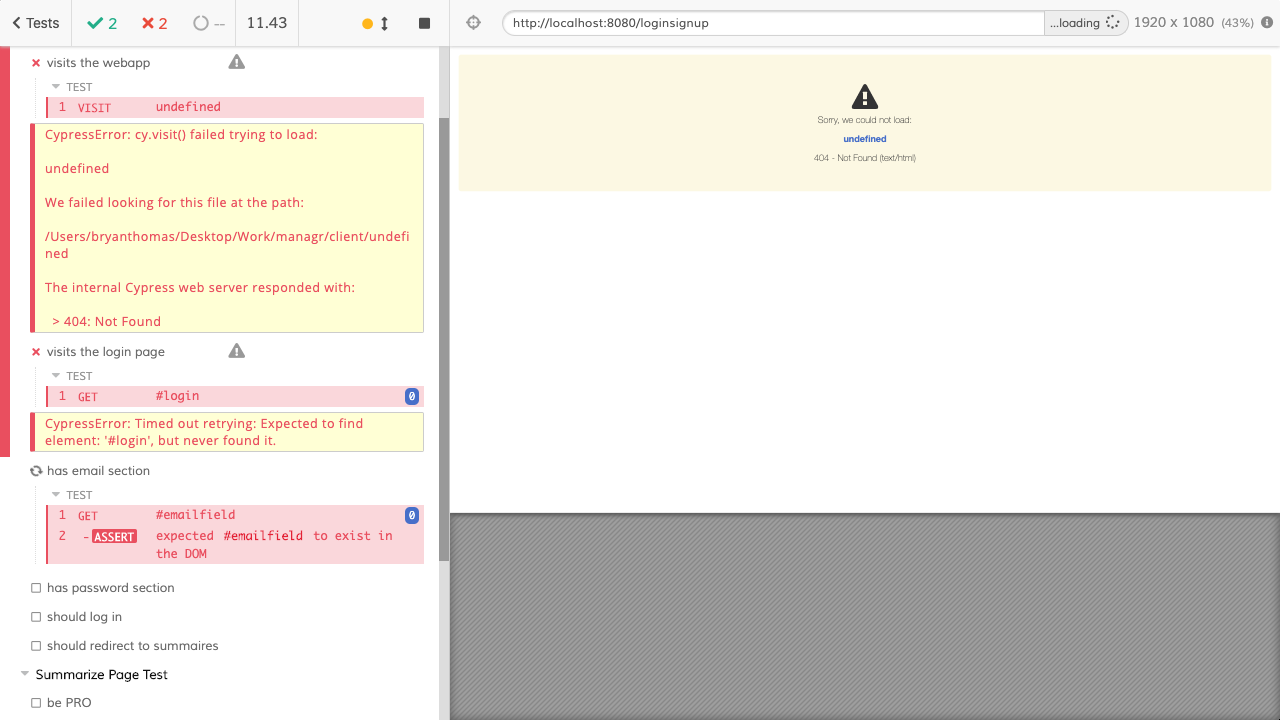 Tests
2
2
--
11.43
http://localhost:8080/loginsignup
...loading
1920 x 1080 (43%)
visits the webapp
TEST
1 VISIT undefined
CypressError: cy.visit() failed trying to load:
undefined
We failed looking for this file at the path:
/Users/bryanthomas/Desktop/Work/managr/client/undefi
ned
The internal Cypress web server responded with:
> 404: Not Found
visits the login page
TEST
1 GET #login 0
CypressError: Timed out retrying: Expected to find
element: '#login', but never found it.
has email section
TEST
1 GET #emailfield 0
2 -ASSERT expected #emailfield to exist in
the DOM
has password section
should log in
should redirect to summaires
Summarize Page Test
be PRO
Sorry, we could not load:
undefined
404 - Not Found (text/html)